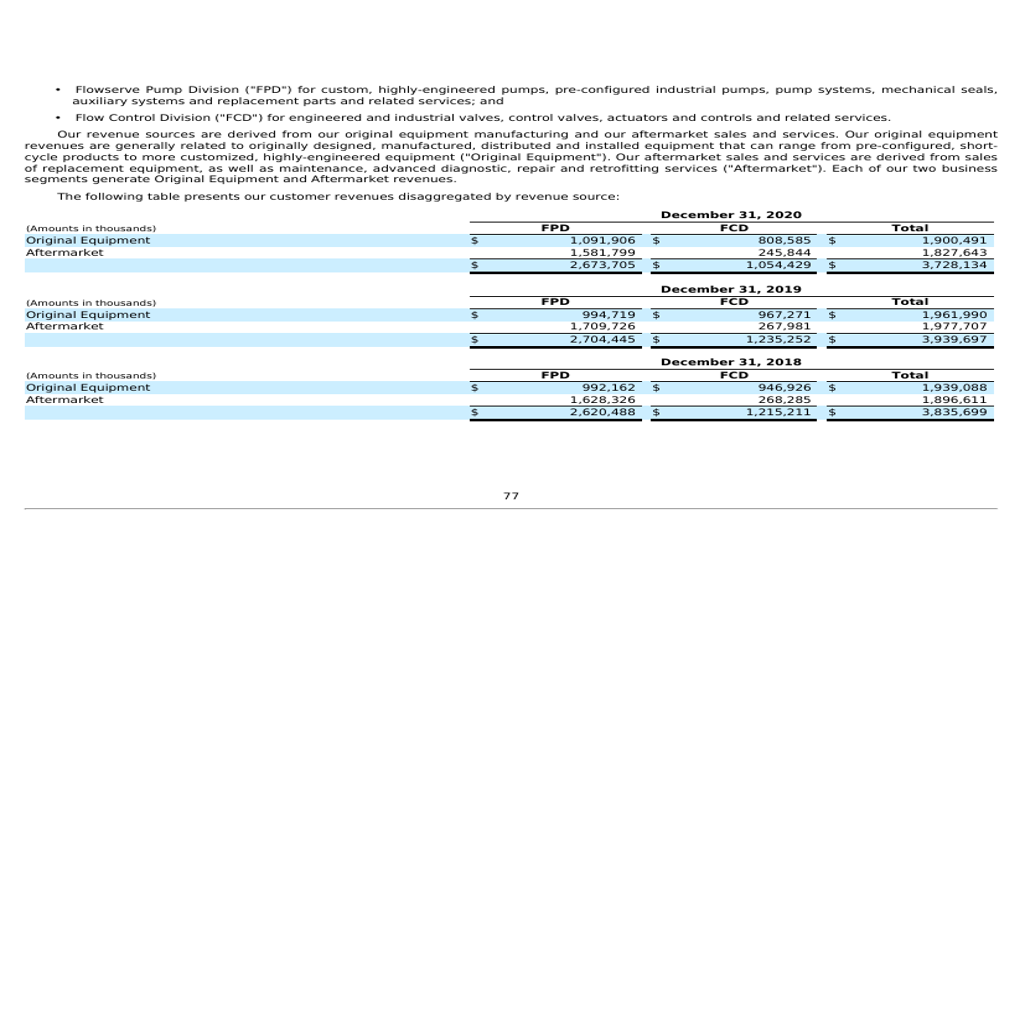 • Flowserve Pump Division ("FPD") for custom, highly-engineered pumps, pre-configured industrial pumps, pump systems, mechanical seals,
auxiliary systems and replacement parts and related services; and
• Flow Control Division ("FCD") for engineered and industrial valves, control valves, actuators and controls and related services.
Our revenue sources are derived from our original equipment manufacturing and our aftermarket sales and services. Our original equipment
revenues are generally related to originally designed, manufactured, distributed and installed equipment that can range from pre-configured, short-
cycle products to more customized, highly-engineered equipment ("Original Equipment"). Our aftermarket sales and services are derived from sales
of replacement equipment, as well as maintenance, advanced diagnostic, repair and retrofitting services ("Aftermarket"). Each of our two business
segments generate Original Equipment and Aftermarket revenues.
The following table presents our customer revenues disaggregated by revenue source:
December 31, 2020
(Amounts in thousands) FPD FCD Total
Original Equipment $ 1,091,906 $ 808,585 $ 1,900,491
Aftermarket 1,581,799 245,844 1,827,643
$ 2,673,705 $ 1,054,429 $ 3,728,134
December 31, 2019
(Amounts in thousands) FPD FCD Total
Original Equipment $ 994,719 $ 967,271 $ 1,961,990
Aftermarket 1,709,726 267,981 1,977,707
$ 2,704,445 $ 1,235,252 $ 3,939,697
December 31, 2018
(Amounts in thousands) FPD FCD Total
Original Equipment $ 992,162 $ 946,926 $ 1,939,088
Aftermarket 1,628,326 268,285 1,896,611
$ 2,620,488 $ 1,215,211 $ 3,835,699
77